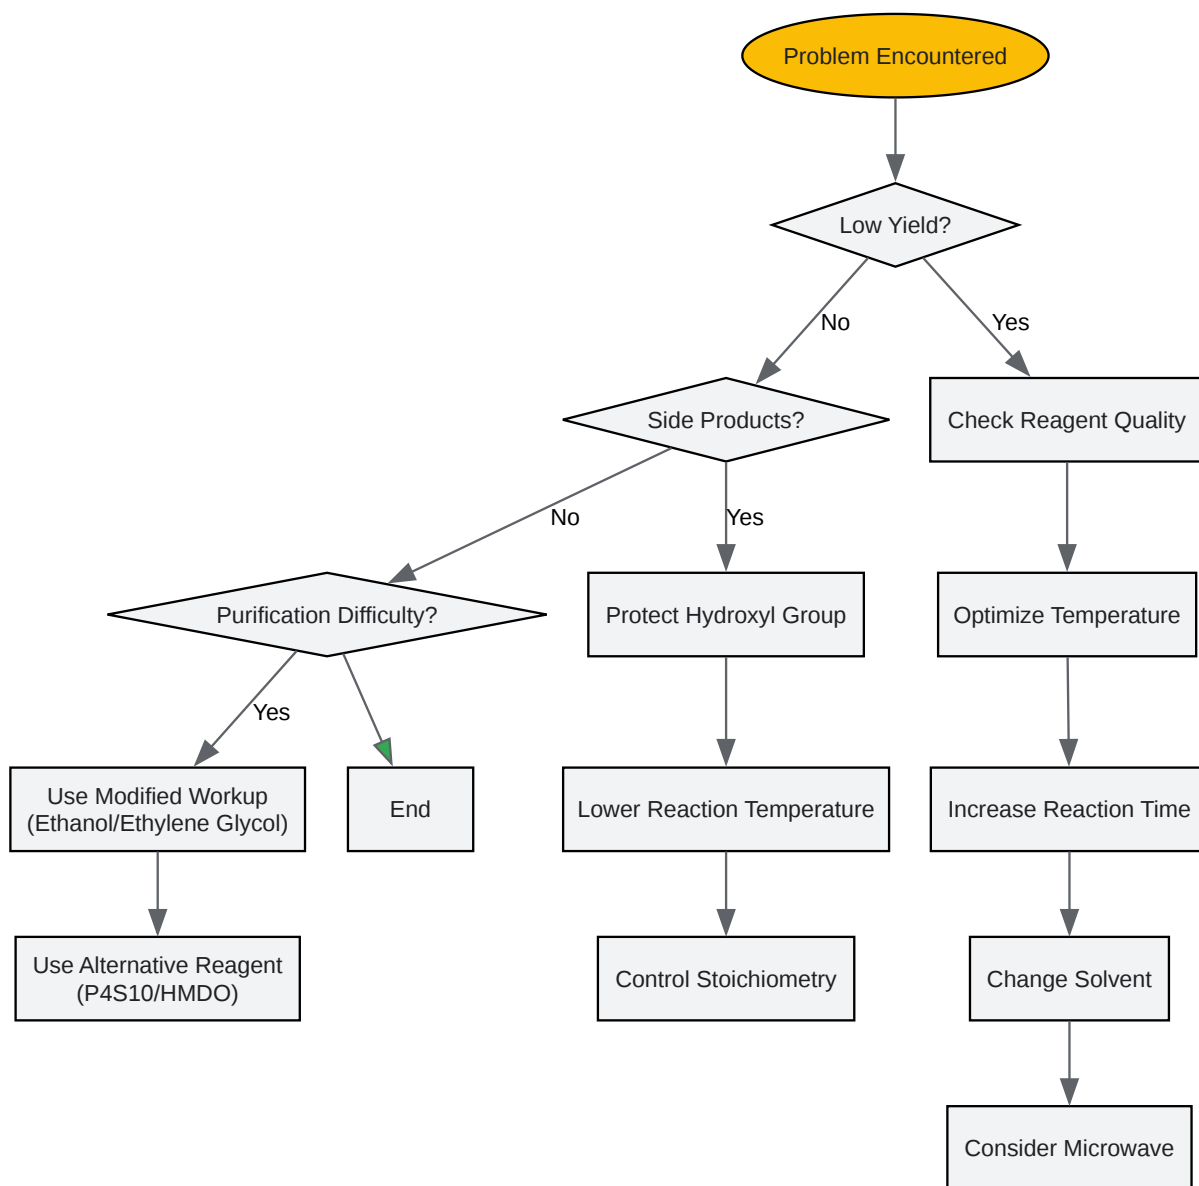 Problem Encountered
Low Yield?
No
Yes
Side Products?
Check Reagent Quality
No
Yes
Purification Difficulty?
Protect Hydroxyl Group
Optimize Temperature
Yes
Use Modified Workup
(Ethanol/Ethylene Glycol)
End
Lower Reaction Temperature
Increase Reaction Time
Use Alternative Reagent
(P4S10/HMDO)
Control Stoichiometry
Change Solvent
Consider Microwave